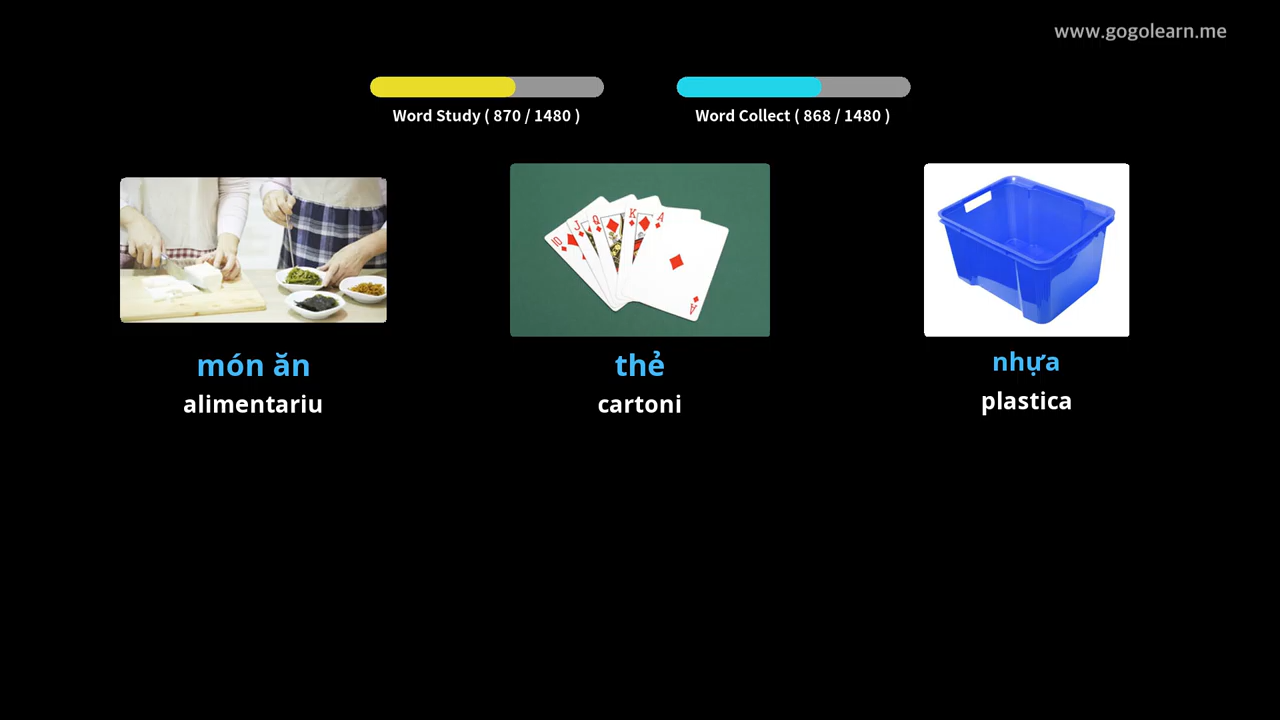 www.gogolearn.me
Word Study ( 870 / 1480 )
Word Collect ( 868 / 1480 )
món ăn
alimentariu
thẻ
cartoni
nhựa
plastica